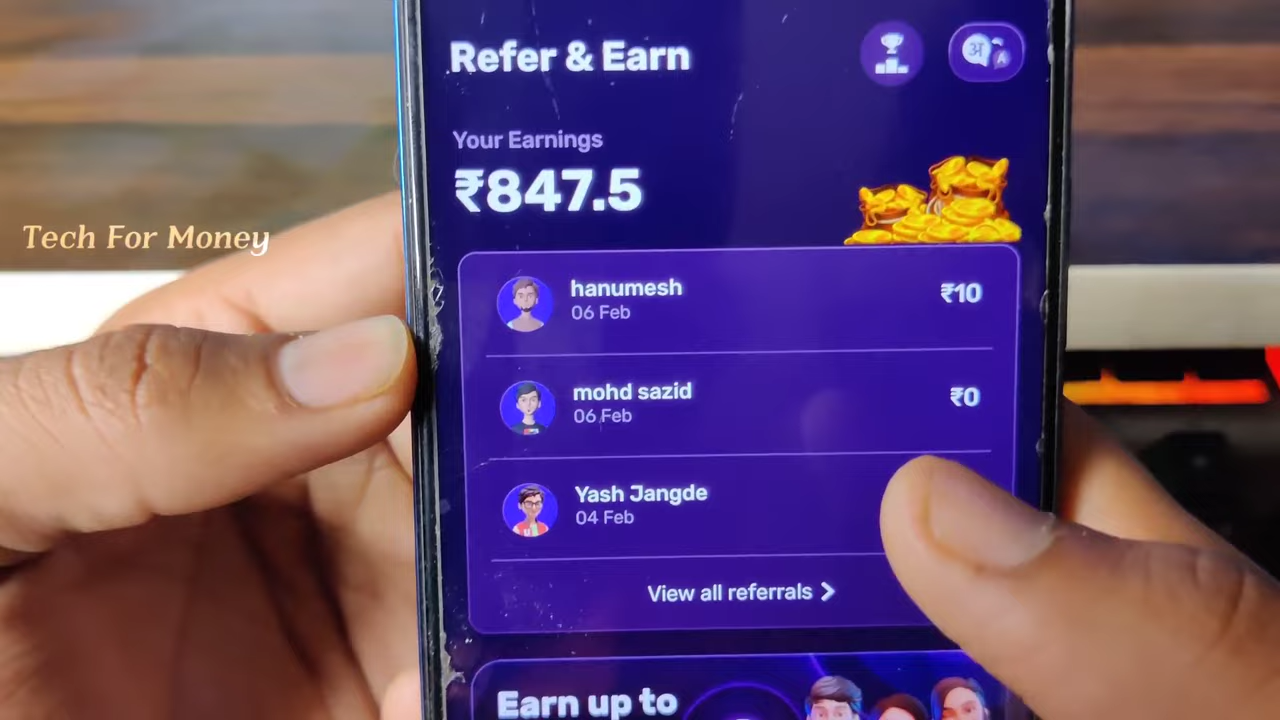 Refer & Earn
अ A
Your Earnings
₹847.5
Tech For Money
hanumesh
06 Feb
₹10
mohd sazid
06 Feb
₹0
Yash Jangde
04 Feb
View all referrals >
Earn up to